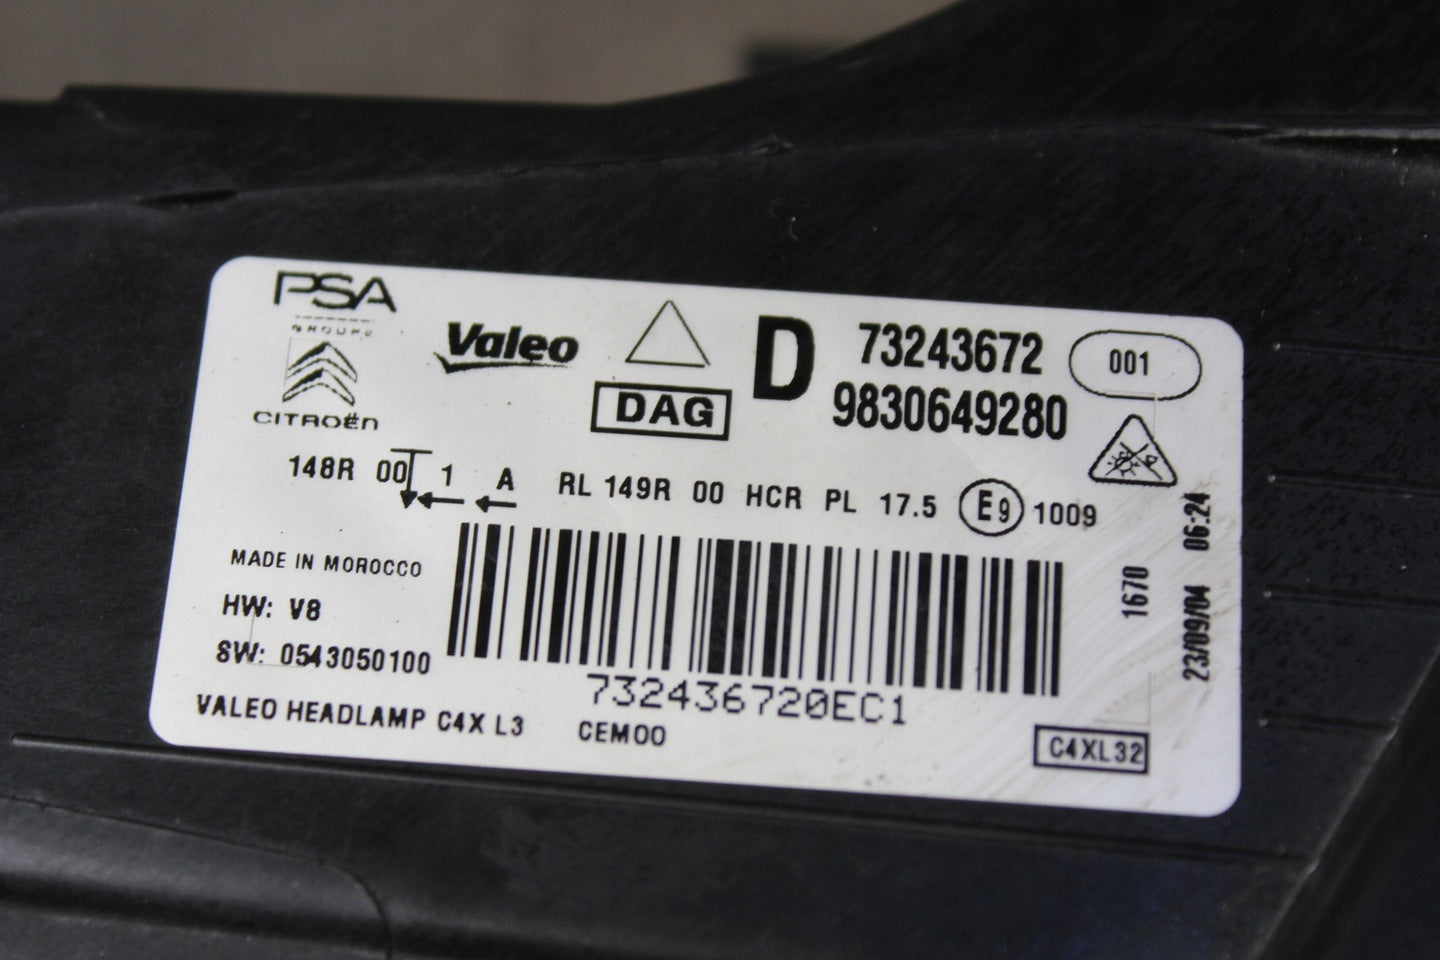 PSA
GROUPE
CITROËN
Valeo
DAG
D
73243672
9830649280
001
148R 00 1 A RL 149R 00 HCR PL 17.5 E9 1009
MADE IN MOROCCO
HW: V8
SW: 0543050100
732436720EC1
VALEO HEADLAMP C4X L3 CEM00
C4XL32
1670
23/09/04 06:24